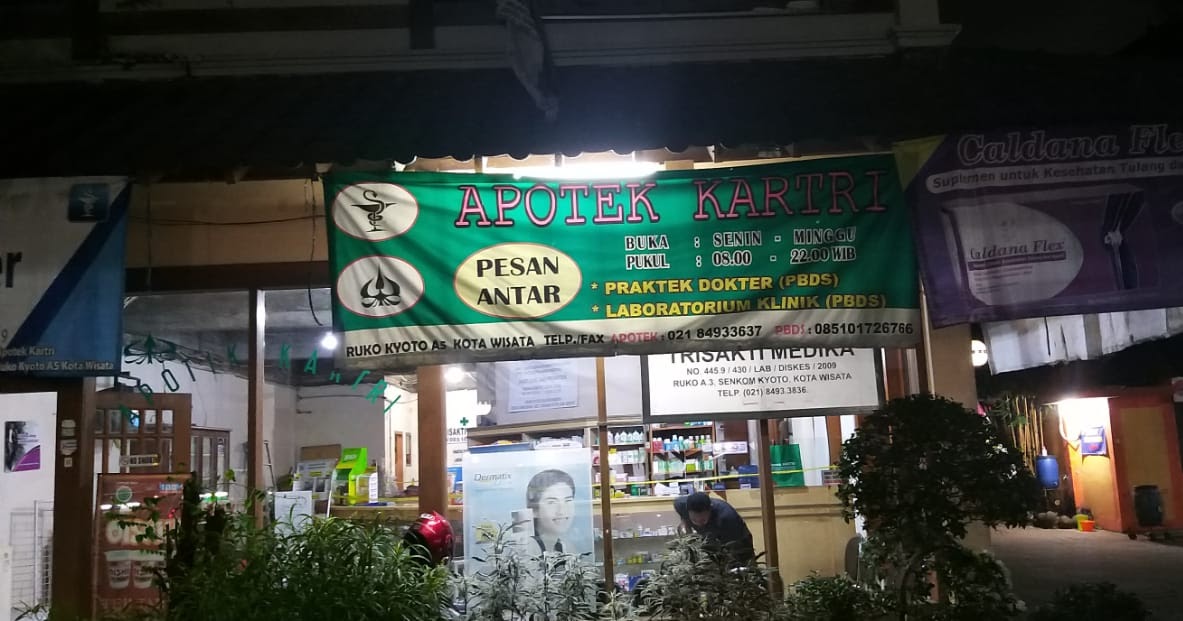 APOTEK KARTRI
BUKA : SENIN - MINGGU
PUKUL : 08.00 - 22.00 WIB
PESAN
ANTAR
* PRAKTEK DOKTER (PBDS)
* LABORATORIUM KLINIK (PBDS)
RUKO KYOTO A5 KOTA WISATA TELP./FAX APOTEK : 021 84933637 PBDS : 085101726766
TRISAKTI MEDIKA
NO. 445.9 / 430 / LAB / DISKES / 2009
RUKO A.3, SENKOM KYOTO, KOTA WISATA
TELP. (021) 8493.3836.
Caldana Flex
Suplemen untuk Kesehatan Tulang
Caldana Flex
Apotek Kartri
Ruko Kyoto A5 Kota Wisata
Dermatix